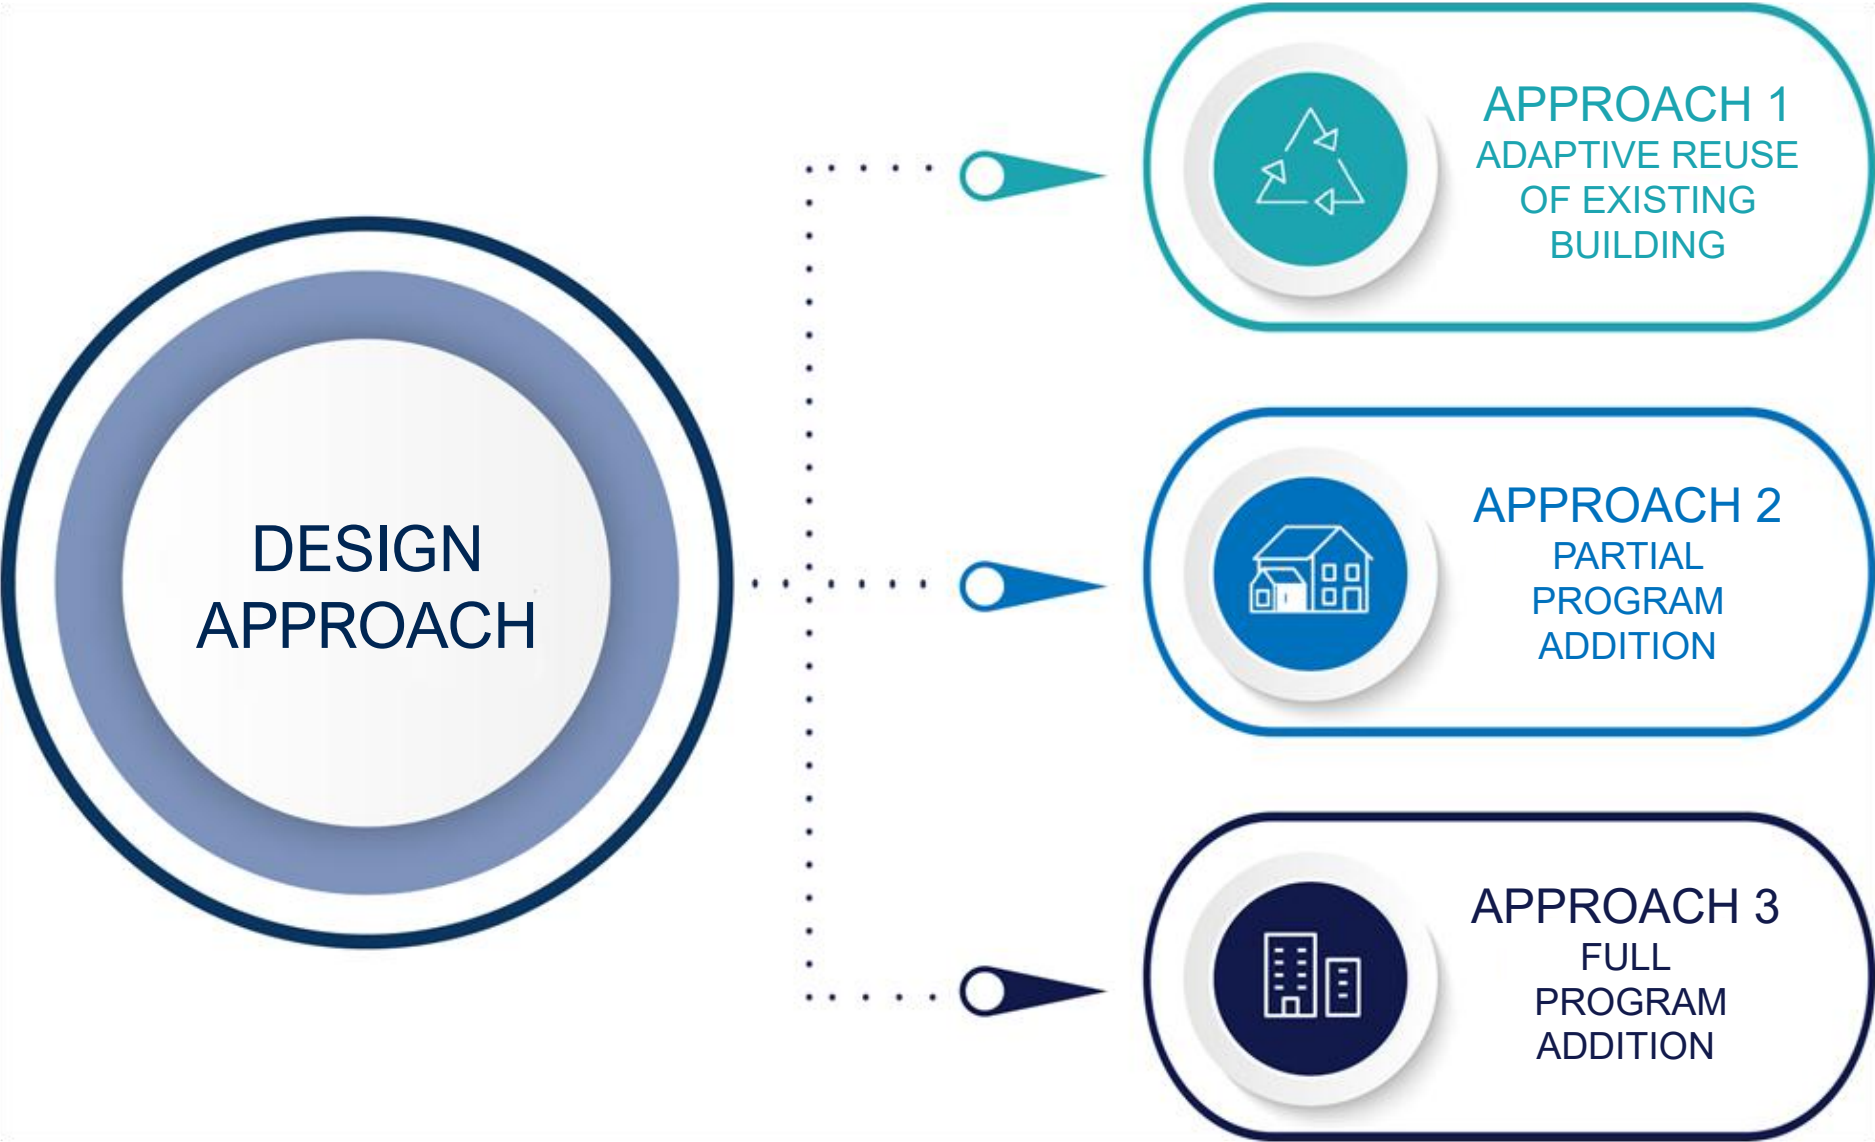 DESIGN
APPROACH
APPROACH 1
ADAPTIVE REUSE
OF EXISTING
BUILDING
APPROACH 2
PARTIAL
PROGRAM
ADDITION
APPROACH 3
FULL
PROGRAM
ADDITION